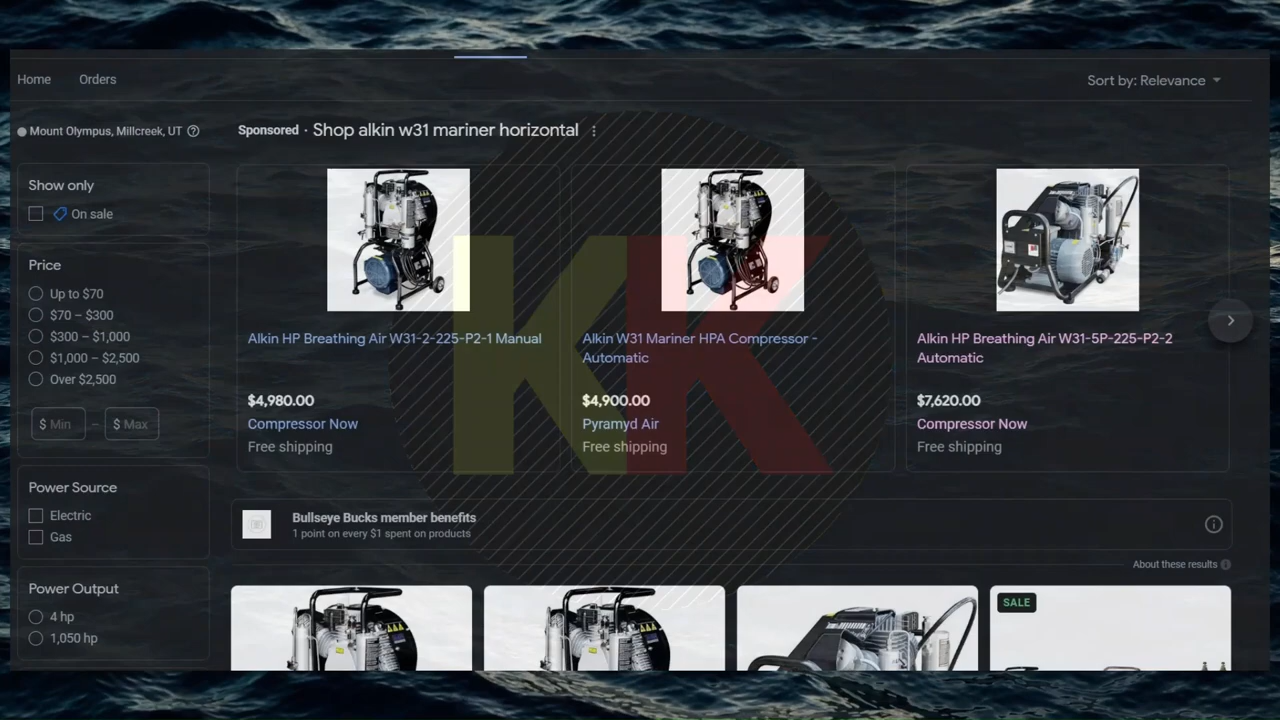 Home Orders
Sort by: Relevance
Mount Olympus, Millcreek, UT
Sponsored · Shop alkin w31 mariner horizontal
Show only
On sale
Price
Up to $70
$70 – $300
$300 – $1,000
$1,000 – $2,500
Over $2,500
$ Min – $ Max
Power Source
Electric
Gas
Power Output
4 hp
1,050 hp
Alkin HP Breathing Air W31-2-225-P2-1 Manual
$4,980.00
Compressor Now
Free shipping
Alkin W31 Mariner HPA Compressor -
Automatic
$4,900.00
Pyramyd Air
Free shipping
Alkin HP Breathing Air W31-5P-225-P2-2
Automatic
$7,620.00
Compressor Now
Free shipping
KK
Bullseye Bucks member benefits
1 point on every $1 spent on products
About these results
SALE